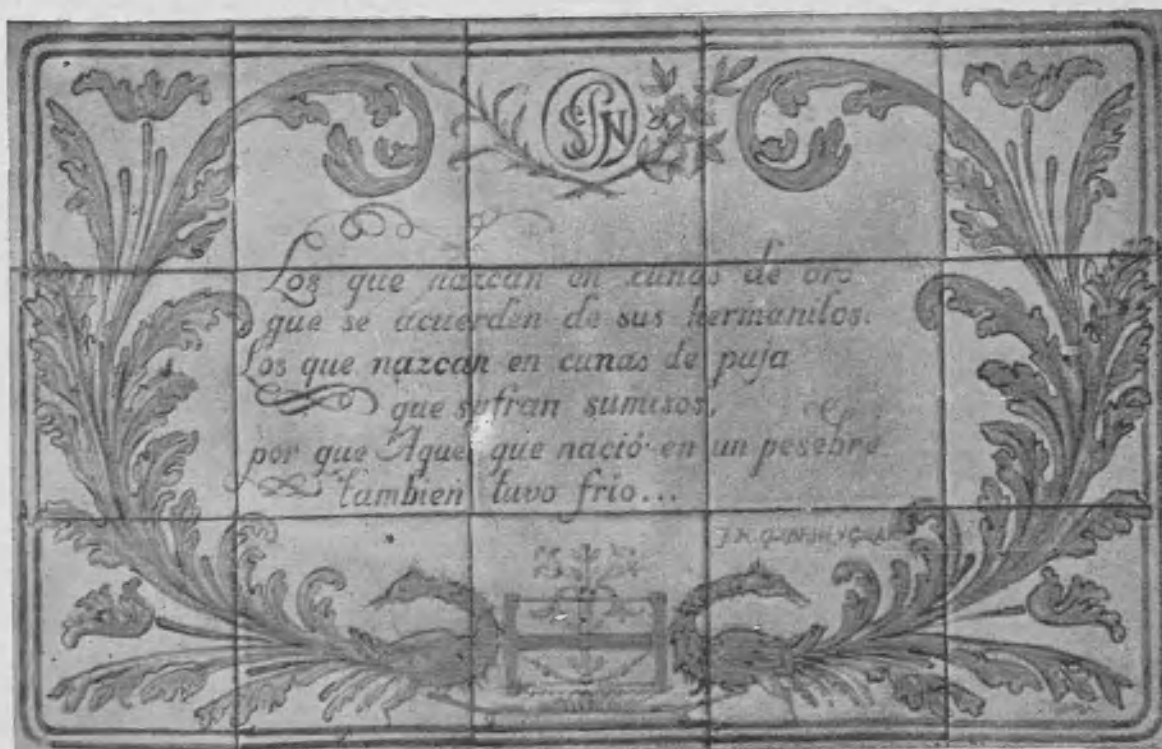 Los que nazcan en cunas de oro
que se acuerden de sus hermanitos.
Los que nazcan en cunas de paja
que sufran sumisos,
por que Aquel que nació en un pesebre
tambien tuvo frio...